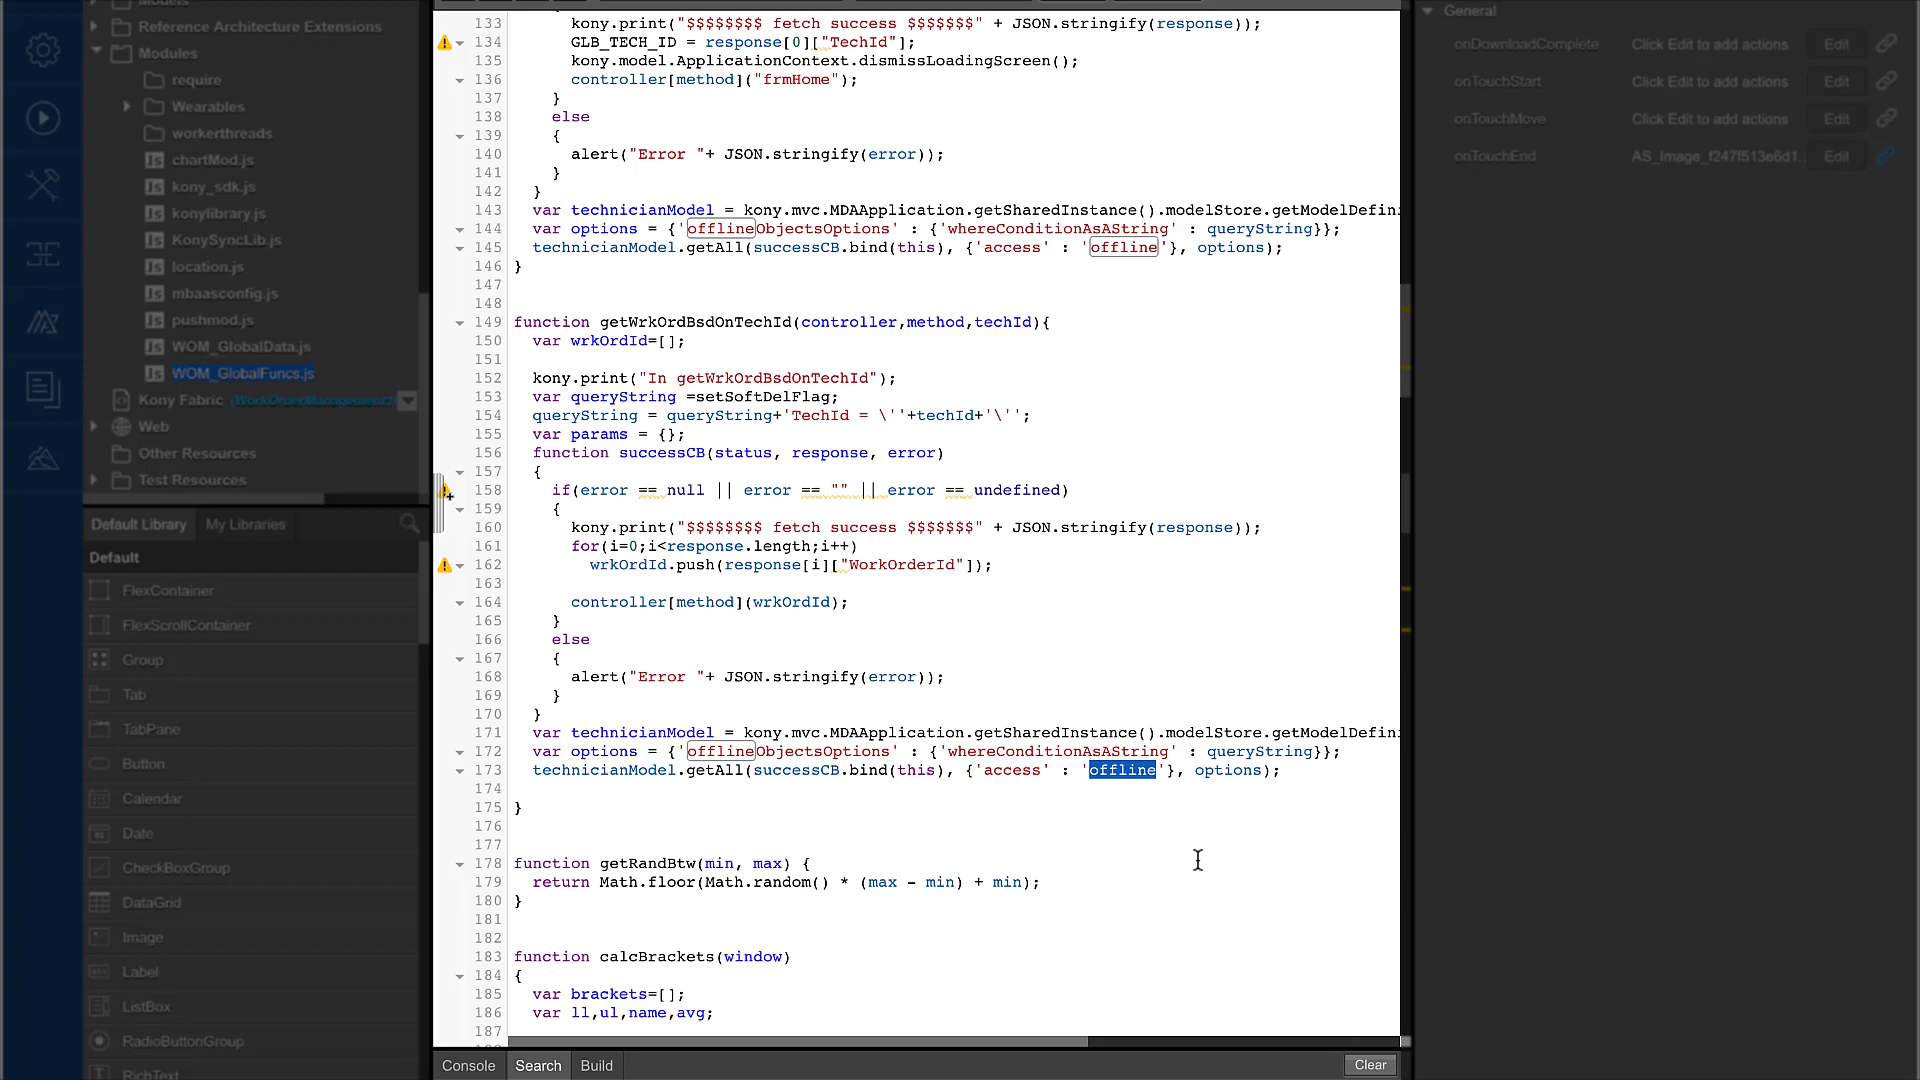 Models
Reference Architecture Extensions
Modules
require
Wearables
workerthreads
chartMod.js
kony_sdk.js
konylibrary.js
KonySyncLib.js
location.js
mbaasconfig.js
pushmod.js
WOM_GlobalData.js
WOM_GlobalFuncs.js
Kony Fabric (WorkOrderManagement
Web
Other Resources
Test Resources
Default Library My Libraries
Default
FlexContainer
FlexScrollContainer
Group
Tab
TabPane
Button
Calendar
Date
CheckBoxGroup
DataGrid
Image
Label
ListBox
RadioButtonGroup
RichText
133 kony.print("$$$$$$$$ fetch success $$$$$$$" + JSON.stringify(response));
134 GLB_TECH_ID = response[0]["TechId"];
135 kony.model.ApplicationContext.dismissLoadingScreen();
136 controller[method]("frmHome");
137 }
138 else
139 {
140 alert("Error "+ JSON.stringify(error));
141 }
142 }
143 var technicianModel = kony.mvc.MDAApplication.getSharedInstance().modelStore.getModelDefini
144 var options = {'offlineObjectsOptions' : {'whereConditionAsAString' : queryString}};
145 technicianModel.getAll(successCB.bind(this), {'access' : 'offline'}, options);
146 }
147
148
149 function getWrkOrdBsdOnTechId(controller,method,techId){
150 var wrkOrdId=[];
151
152 kony.print("In getWrkOrdBsdOnTechId");
153 var queryString =setSoftDelFlag;
154 queryString = queryString+'TechId = \''+techId+'\'';
155 var params = {};
156 function successCB(status, response, error)
157 {
158 if(error == null || error == "" || error == undefined)
159 {
160 kony.print("$$$$$$$$ fetch success $$$$$$$" + JSON.stringify(response));
161 for(i=0;i<response.length;i++)
162 wrkOrdId.push(response[i]["WorkOrderId"]);
163
164 controller[method](wrkOrdId);
165 }
166 else
167 {
168 alert("Error "+ JSON.stringify(error));
169 }
170 }
171 var technicianModel = kony.mvc.MDAApplication.getSharedInstance().modelStore.getModelDefini
172 var options = {'offlineObjectsOptions' : {'whereConditionAsAString' : queryString}};
173 technicianModel.getAll(successCB.bind(this), {'access' : 'offline'}, options);
174
175 }
176
177
178 function getRandBtw(min, max) {
179 return Math.floor(Math.random() * (max - min) + min);
180 }
181
182
183 function calcBrackets(window)
184 {
185 var brackets=[];
186 var ll,ul,name,avg;
187
Console Search Build Clear
General
onDownloadComplete Click Edit to add actions Edit
onTouchStart Click Edit to add actions Edit
onTouchMove Click Edit to add actions Edit
onTouchEnd AS_Image_f247f513e6d1.. Edit